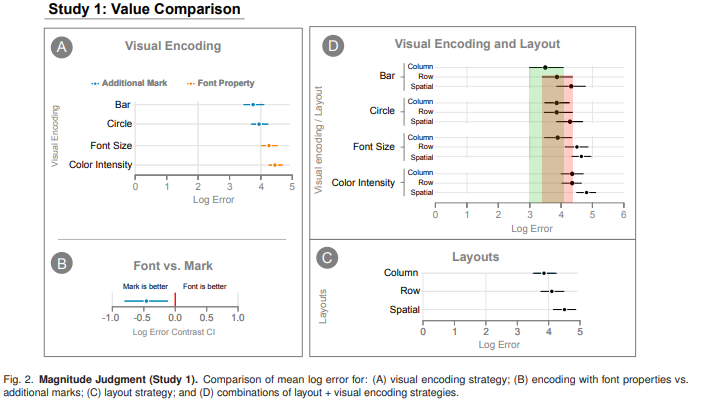 Study 1: Value Comparison
A
Visual Encoding
Additional Mark
Font Property
Visual Encoding
Bar
Circle
Font Size
Color Intensity
0 1 2 3 4 5
Log Error
B
Font vs. Mark
Mark is better
Font is better
-1.0 -0.5 0.0 0.5 1.0
Log Error Contrast CI
D
Visual Encoding and Layout
Visual encoding / Layout
Bar
Column
Row
Spatial
Circle
Column
Row
Spatial
Font Size
Column
Row
Spatial
Color Intensity
Column
Row
Spatial
0 1 2 3 4 5 6
Log Error
C
Layouts
Layouts
Column
Row
Spatial
0 1 2 3 4 5
Log Error
Fig. 2. Magnitude Judgment (Study 1). Comparison of mean log error for: (A) visual encoding strategy; (B) encoding with font properties vs.
additional marks; (C) layout strategy; and (D) combinations of layout + visual encoding strategies.